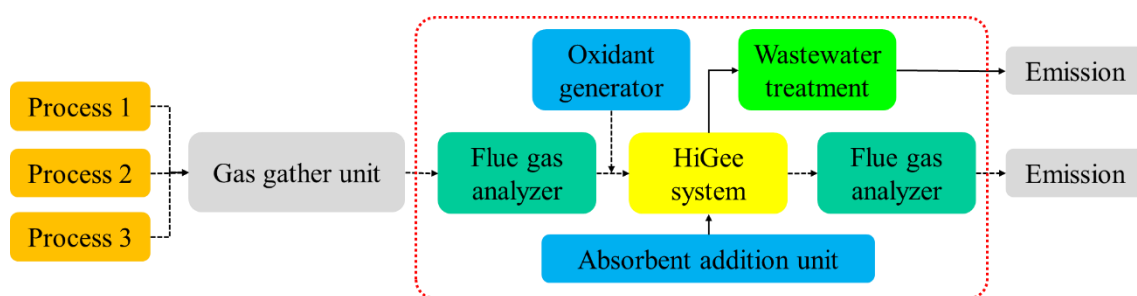 Process 1
Process 2
Process 3
Gas gather unit
Flue gas
analyzer
Oxidant
generator
HiGee
system
Absorbent addition unit
Wastewater
treatment
Flue gas
analyzer
Emission
Emission